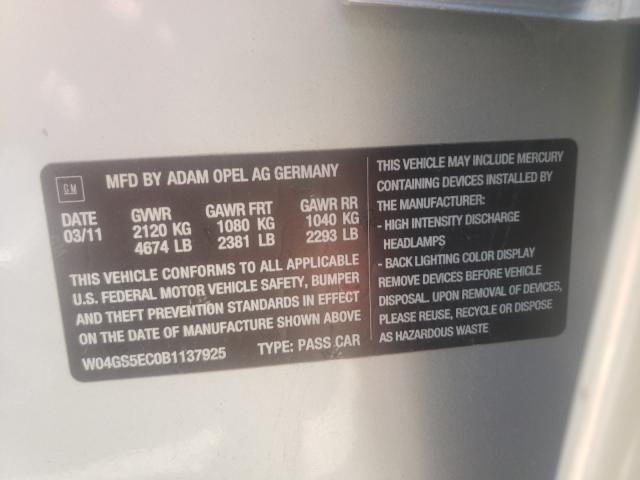 GM
MFD BY ADAM OPEL AG GERMANY
DATE GVWR GAWR FRT GAWR RR
03/11 2120 KG 1080 KG 1040 KG
4674 LB 2381 LB 2293 LB
THIS VEHICLE CONFORMS TO ALL APPLICABLE
U.S. FEDERAL MOTOR VEHICLE SAFETY, BUMPER
AND THEFT PREVENTION STANDARDS IN EFFECT
ON THE DATE OF MANUFACTURE SHOWN ABOVE
W04GS5EC0B1137925 TYPE: PASS CAR
THIS VEHICLE MAY INCLUDE MERCURY
CONTAINING DEVICES INSTALLED BY
THE MANUFACTURER:
- HIGH INTENSITY DISCHARGE
HEADLAMPS
- BACK LIGHTING COLOR DISPLAY
REMOVE DEVICES BEFORE VEHICLE
DISPOSAL. UPON REMOVAL OF DEVICES,
PLEASE REUSE, RECYCLE OR DISPOSE
AS HAZARDOUS WASTE